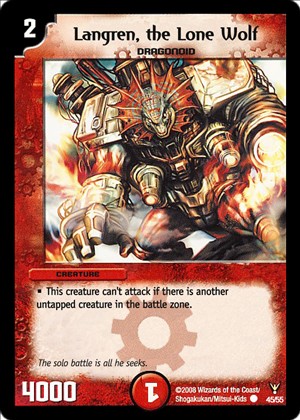 2
Langren, the Lone Wolf
DRAGONOID
CREATURE
▪ This creature can't attack if there is another
untapped creature in the battle zone.
The solo battle is all he seeks.
4000
1
©2008 Wizards of the Coast/
Shogakukan/Mitsui-Kids
45/55